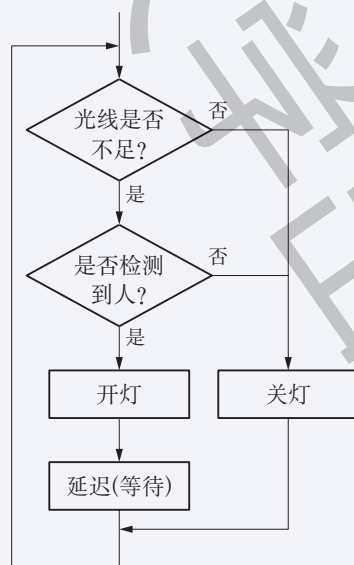 光线是否
不足?
否
是
是否检测
到人?
否
是
开灯
关灯
延迟(等待)